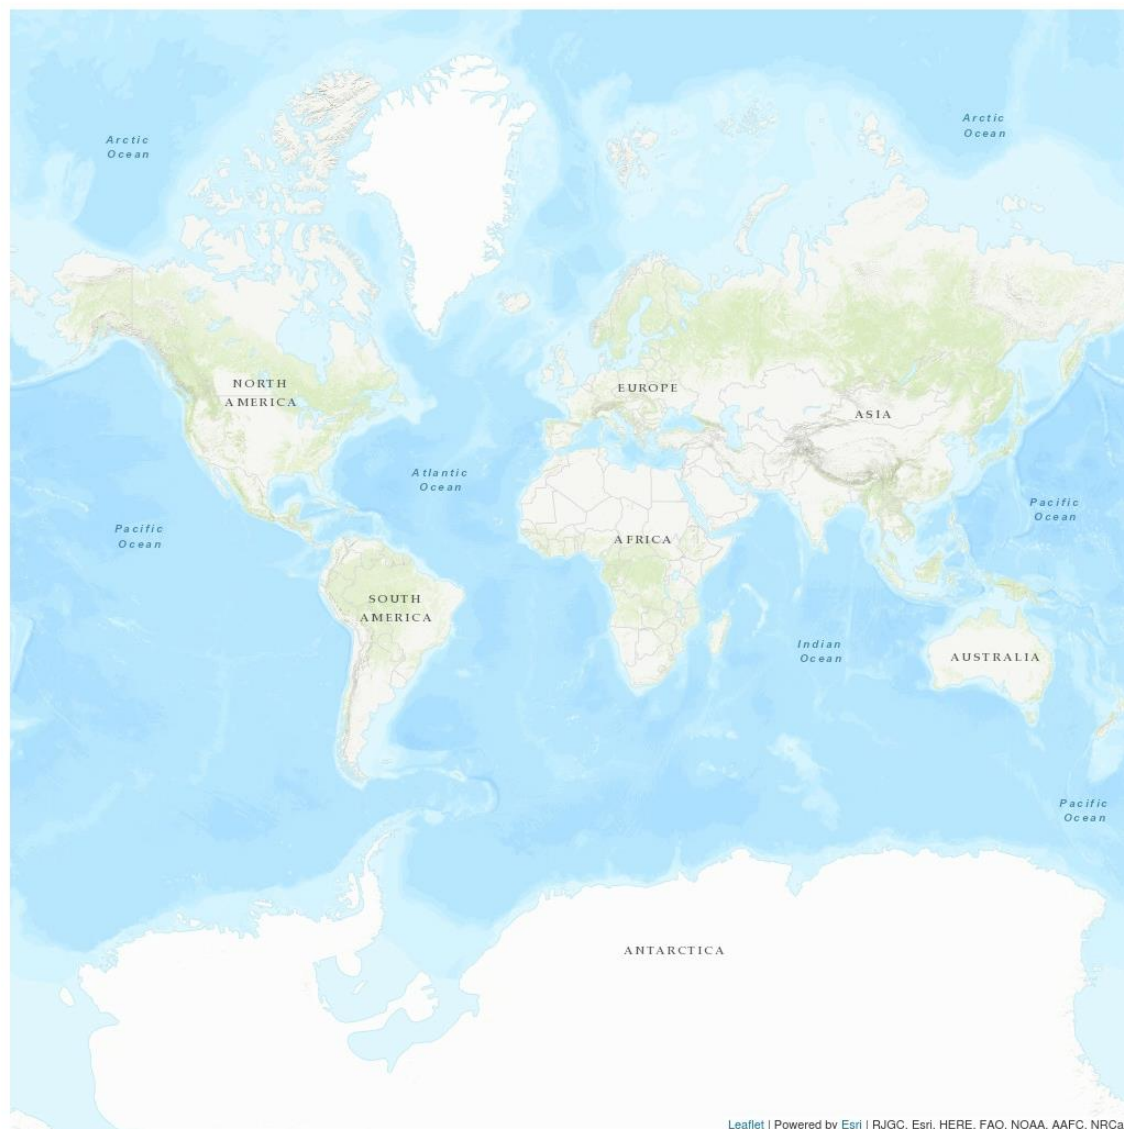 Arctic
Ocean
Arctic
Ocean
NORTH
AMERICA
EUROPE
ASIA
Atlantic
Ocean
Pacific
Ocean
Pacific
Ocean
AFRICA
SOUTH
AMERICA
Indian
Ocean
AUSTRALIA
Pacific
Ocean
ANTARCTICA
Leaflet | Powered by Esri | RJGC, Esri, HERE, FAO, NOAA, AAFC, NRCa